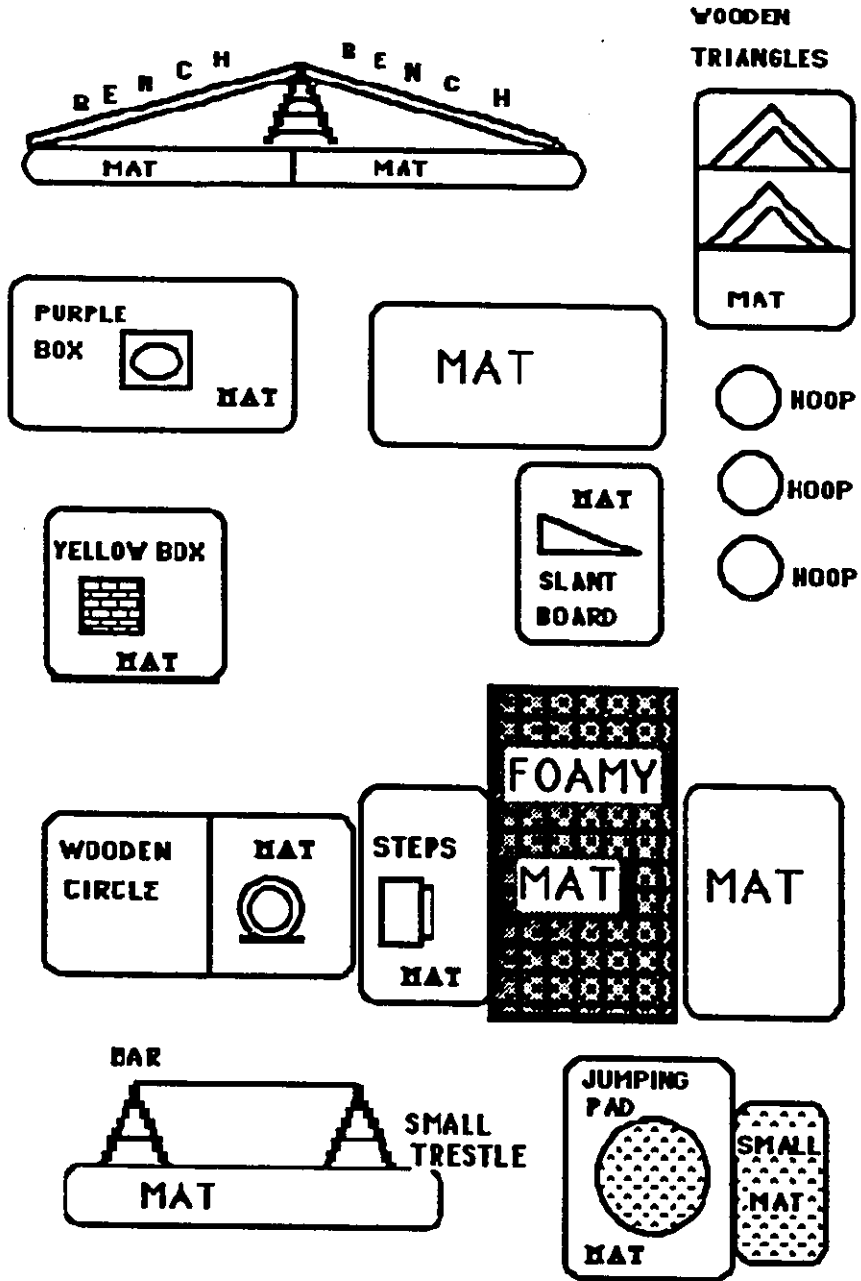 WOODEN
TRIANGLES
BENCH BENCH
MAT MAT
MAT
PURPLE
BOX
MAT
MAT
HOOP
HOOP
HOOP
MAT
SLANT
BOARD
YELLOW BOX
MAT
FOAMY
MAT
WOODEN
CIRCLE
MAT
STEPS
MAT
MAT
BAR
SMALL
TRESTLE
MAT
JUMPING
PAD
MAT
SMALL
MAT